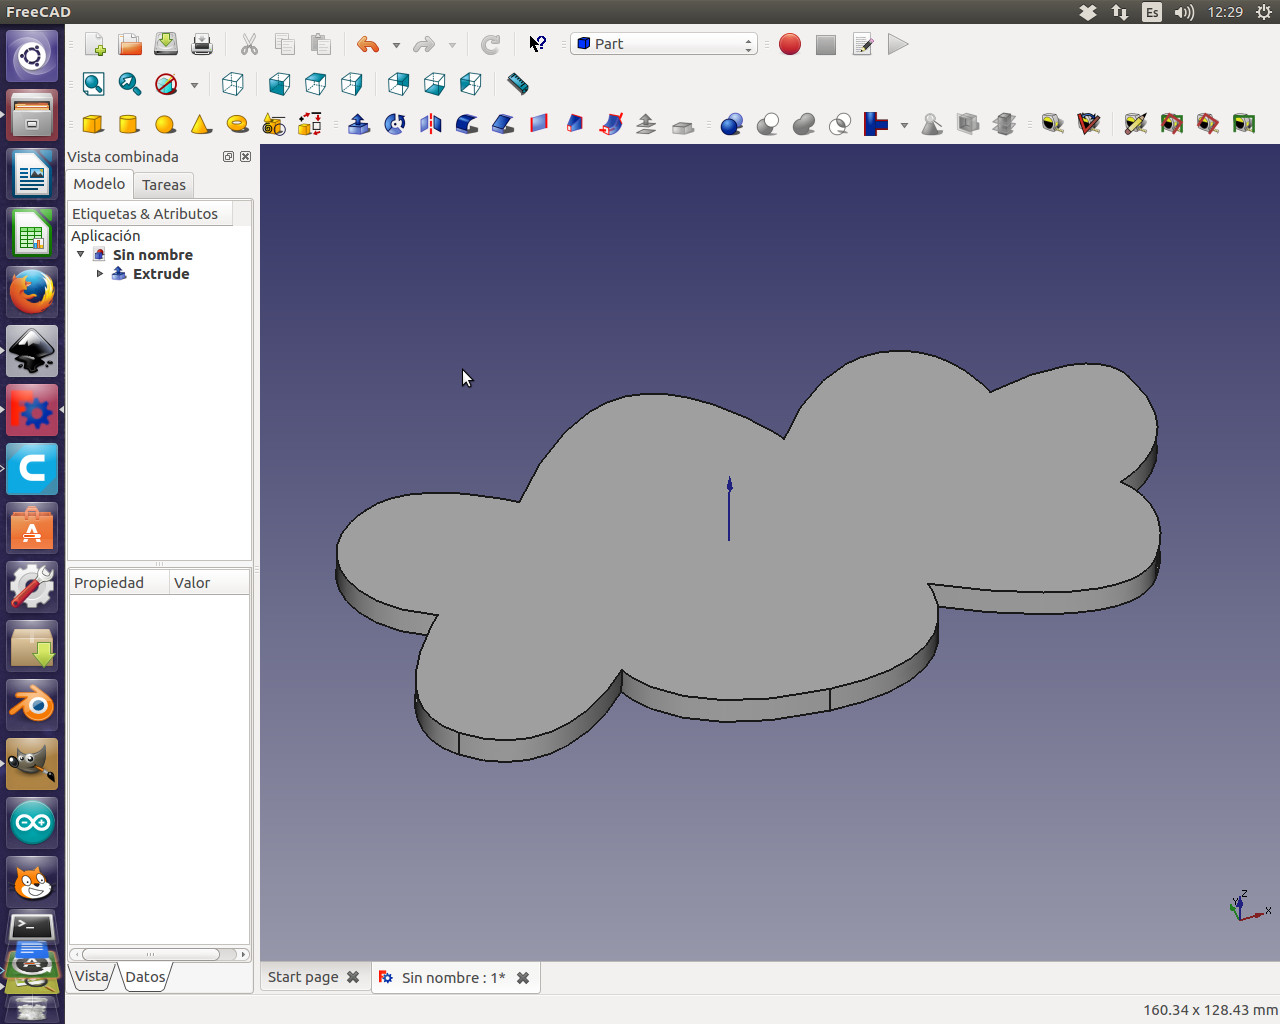 FreeCAD
Es
12:29
Part
Vista combinada
Modelo
Tareas
Etiquetas & Atributos
Aplicación
Sin nombre
Extrude
Propiedad
Valor
Vista
Datos
Start page
Sin nombre : 1*
Z
Y
X
160.34 x 128.43 mm